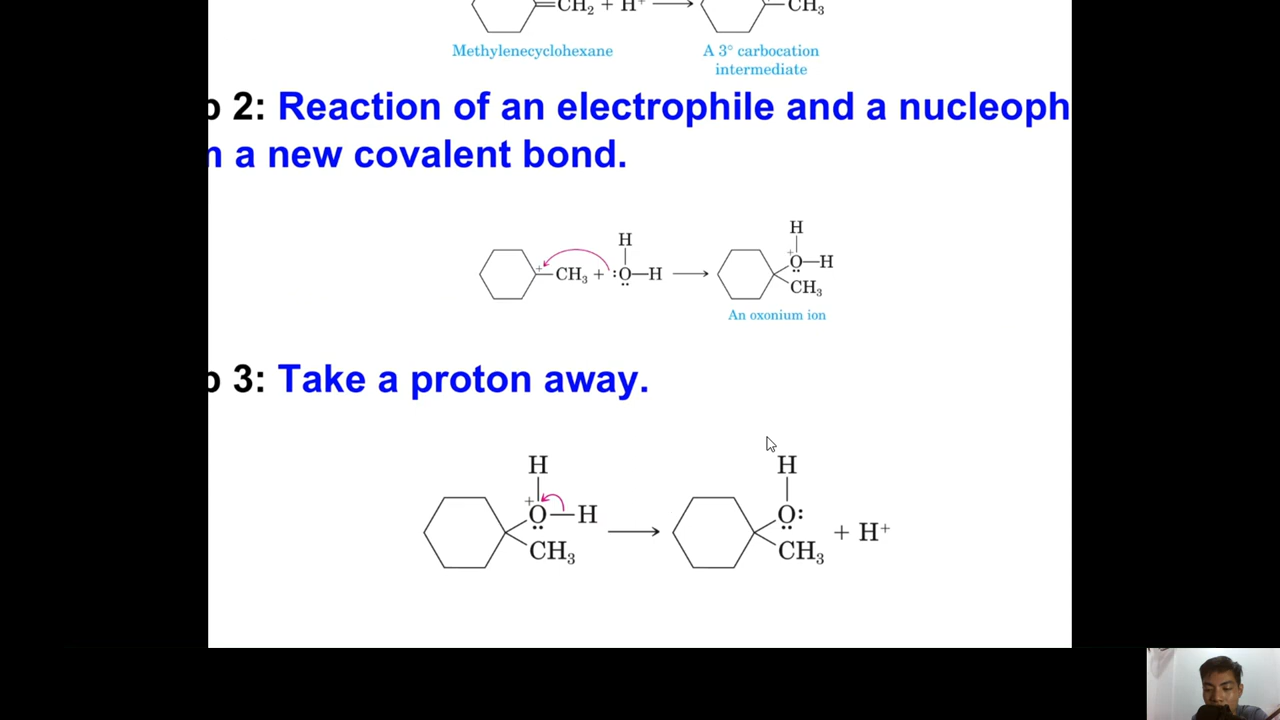 =CH₂ + H⁺ ⟶ —CH₃
Methylenecyclohexane
A 3° carbocation
intermediate
p 2: Reaction of an electrophile and a nucleoph
a new covalent bond.
H
H
+
+ —CH₃ + :O—H ⟶ O—H
CH₃
An oxonium ion
p 3: Take a proton away.
H H
+
O—H ⟶ O: + H⁺
CH₃ CH₃